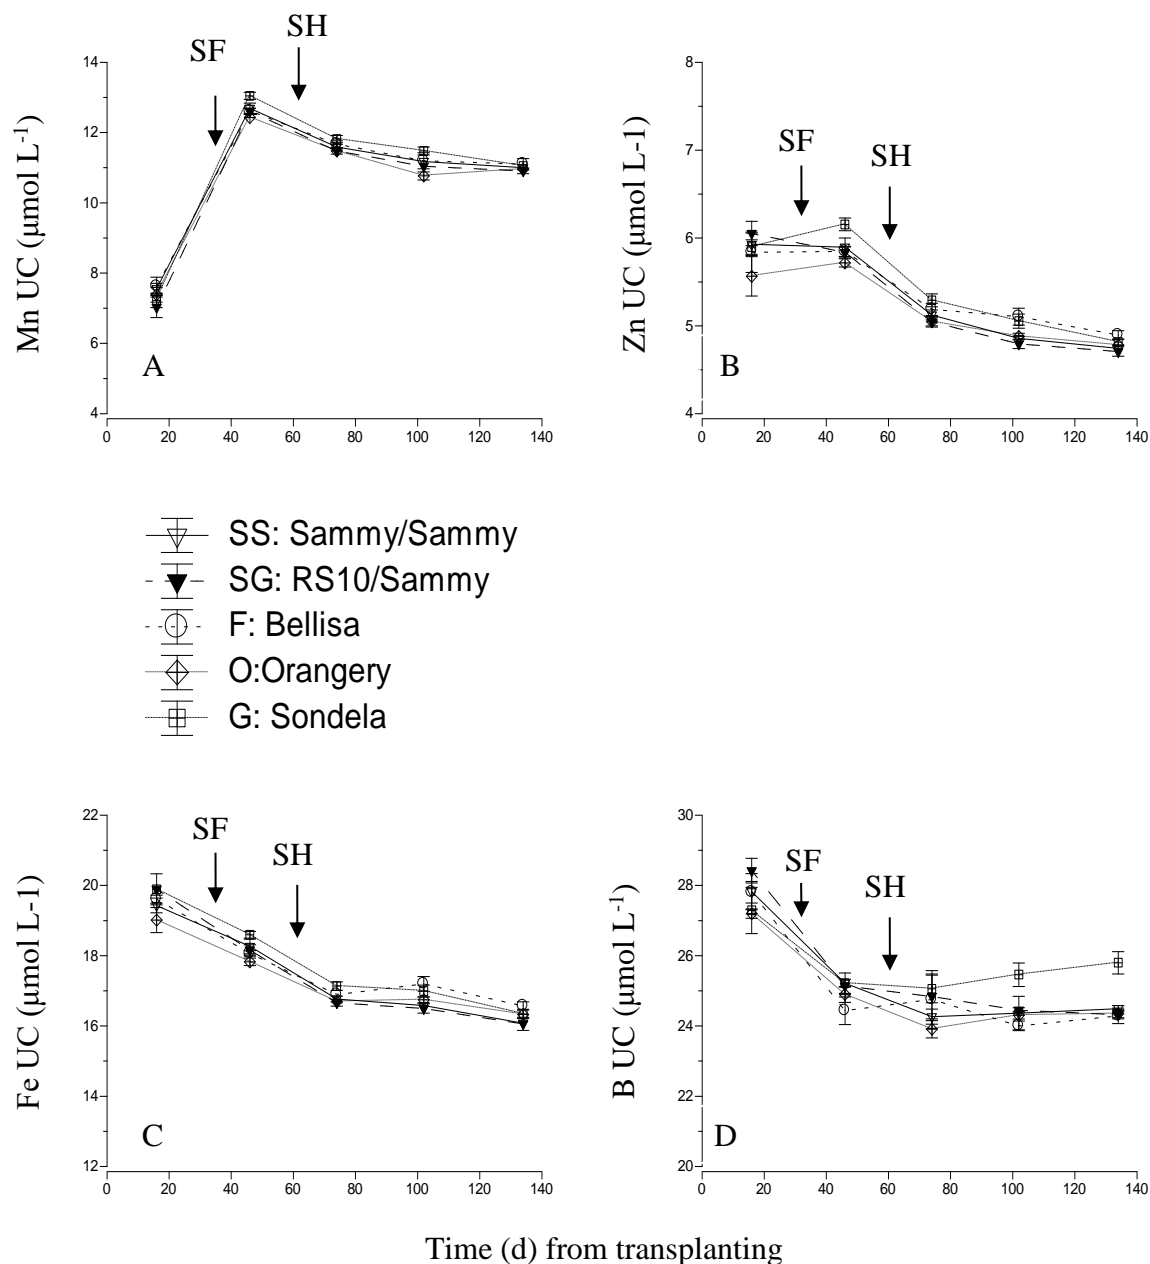 SF
SH
Mn UC (µmol L⁻¹)
14
12
10
8
6
4
A
0 20 40 60 80 100 120 140
SF
SH
Zn UC (µmol L-1)
8
7
6
5
4
B
0 20 40 60 80 100 120 140
SS: Sammy/Sammy
SG: RS10/Sammy
F: Bellisa
O:Orangery
G: Sondela
SF
SH
Fe UC (µmol L-1)
22
20
18
16
14
12
C
0 20 40 60 80 100 120 140
SF
SH
B UC (µmol L⁻¹)
30
28
26
24
22
20
D
0 20 40 60 80 100 120 140
Time (d) from transplanting